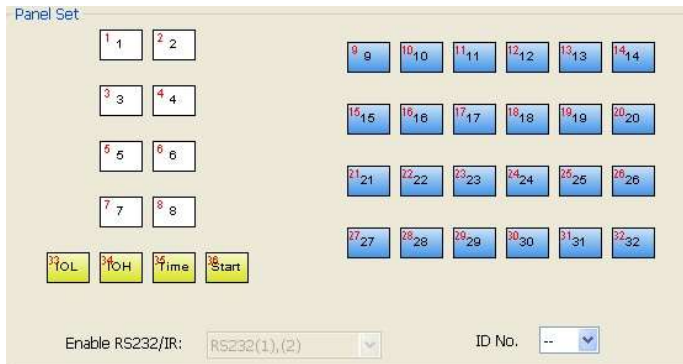 Panel Set
1 1 2 2
9 9 10 10 11 11 12 12 13 13 14 14
3 3 4 4
15 15 16 16 17 17 18 18 19 19 20 20
5 5 6 6
21 21 22 22 23 23 24 24 25 25 26 26
7 7 8 8
27 27 28 28 29 29 30 30 31 31 32 32
33 IOL 34 IOH 35 Time 36 Start
Enable RS232/IR: RS232(1),(2) ID No. --